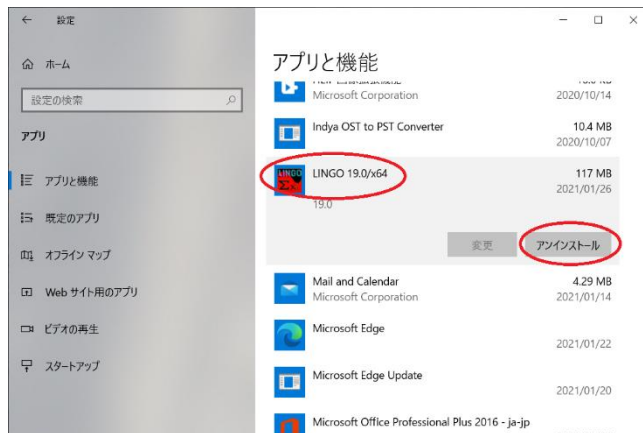 ← 設定
ホーム
設定の検索
アプリ
アプリと機能
既定のアプリ
オフライン マップ
Web サイト用のアプリ
ビデオの再生
スタートアップ
アプリと機能
Microsoft Corporation 2020/10/14
Indya OST to PST Converter 10.4 MB
2020/10/07
LINGO
LINGO 19.0/x64 117 MB
2021/01/26
19.0
変更 アンインストール
Mail and Calendar 4.29 MB
Microsoft Corporation 2021/01/14
Microsoft Edge
2021/01/22
Microsoft Edge Update
2021/01/20
Microsoft Office Professional Plus 2016 - ja-jp